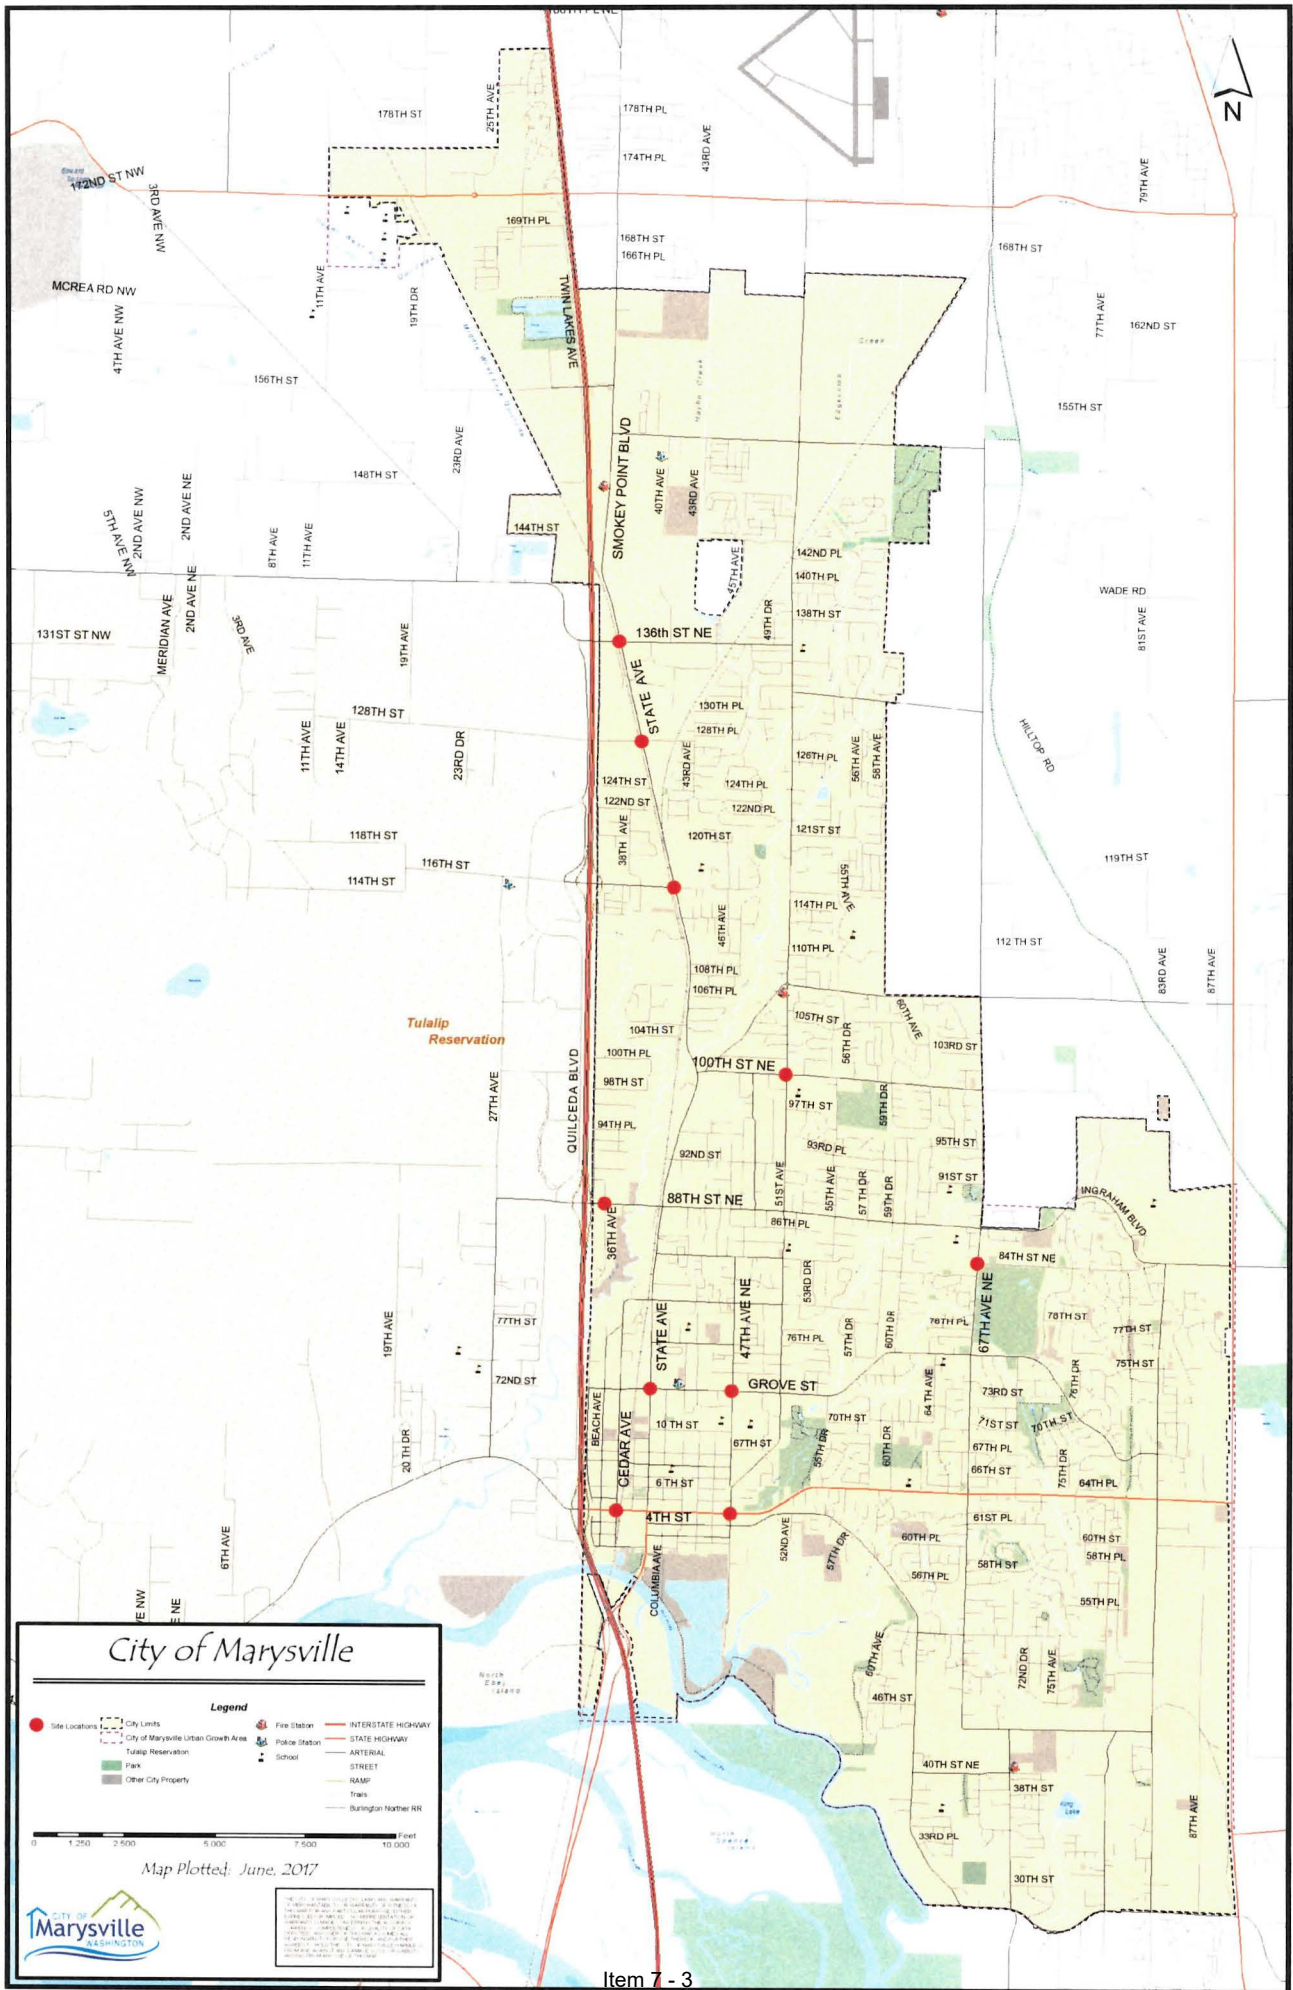 178TH ST
25TH AVE
178TH PL
174TH PL
43RD AVE
N
172ND ST NW
3RD AVE NW
79TH AVE
169TH PL
168TH ST
166TH PL
168TH ST
MCREA RD NW
11TH AVE
19TH DR
TWIN LAKES AVE
4TH AVE NW
77TH AVE
162ND ST
Creek
156TH ST
Hayho Creek
Edgecomb
155TH ST
SMOKEY POINT BLVD
23RD AVE
148TH ST
40TH AVE
43RD AVE
2ND AVE NW
2ND AVE NE
5TH AVE NW
144TH ST
8TH AVE
11TH AVE
142ND PL
45TH AVE
140TH PL
WADE RD
MERIDIAN AVE
2ND AVE NE
3RD AVE
138TH ST
49TH DR
81ST AVE
131ST ST NW
19TH AVE
136th ST NE
STATE AVE
130TH PL
128TH ST
128TH PL
HILLTOP RD
11TH AVE
14TH AVE
23RD DR
43RD AVE
126TH PL
56TH AVE
58TH AVE
124TH ST
124TH PL
122ND ST
122ND PL
118TH ST
38TH AVE
120TH ST
121ST ST
116TH ST
119TH ST
114TH ST
55TH AVE
114TH PL
46TH AVE
112 TH ST
110TH PL
83RD AVE
87TH AVE
108TH PL
106TH PL
Tulalip
Reservation
104TH ST
105TH ST
60TH AVE
56TH DR
103RD ST
100TH PL
100TH ST NE
98TH ST
27TH AVE
QUILCEDA BLVD
97TH ST
59TH DR
94TH PL
93RD PL
95TH ST
92ND ST
91ST ST
51ST AVE
55TH AVE
57 TH DR
59TH DR
88TH ST NE
INGRAHAM BLVD
36TH AVE
86TH PL
84TH ST NE
53RD DR
67TH AVE NE
47TH AVE NE
STATE AVE
19TH AVE
77TH ST
76TH PL
57TH DR
60TH DR
76TH PL
78TH ST
77TH ST
75TH ST
72ND ST
GROVE ST
64 TH AVE
73RD ST
76TH DR
BEACH AVE
CEDAR AVE
10 TH ST
70TH ST
71ST ST
70TH ST
67TH ST
55TH DR
60TH DR
67TH PL
66TH ST
20 TH DR
6 TH ST
75TH DR
64TH PL
4TH ST
61ST PL
52ND AVE
60TH PL
60TH ST
6TH AVE
57TH DR
58TH ST
58TH PL
COLUMBIA AVE
56TH PL
55TH PL
60TH AVE
72ND DR
75TH AVE
46TH ST
North
Ebey
Island
40TH ST NE
38TH ST
King
Lake
33RD PL
87TH AVE
30TH ST
City of Marysville
Legend
Site Locations
City Limits
City of Marysville Urban Growth Area
Tulalip Reservation
Park
Other City Property
Fire Station
Police Station
School
INTERSTATE HIGHWAY
STATE HIGHWAY
ARTERIAL
STREET
RAMP
Trails
Burlington Norther RR
0 1,250 2,500 5,000 7,500 10,000 Feet
Map Plotted: June, 2017
CITY OF
Marysville
WASHINGTON
Item 7 - 3